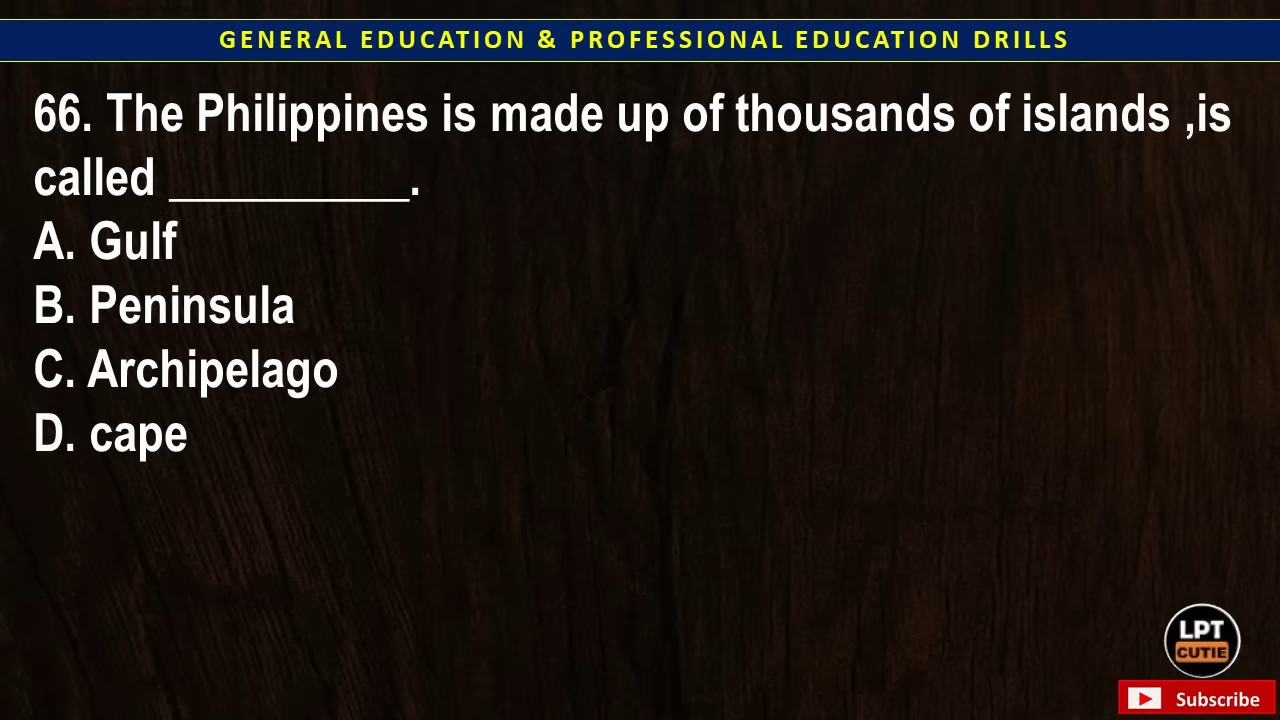 GENERAL EDUCATION & PROFESSIONAL EDUCATION DRILLS
66. The Philippines is made up of thousands of islands ,is
called ___________.
A. Gulf
B. Peninsula
C. Archipelago
D. cape
LPT
CUTIE
Subscribe